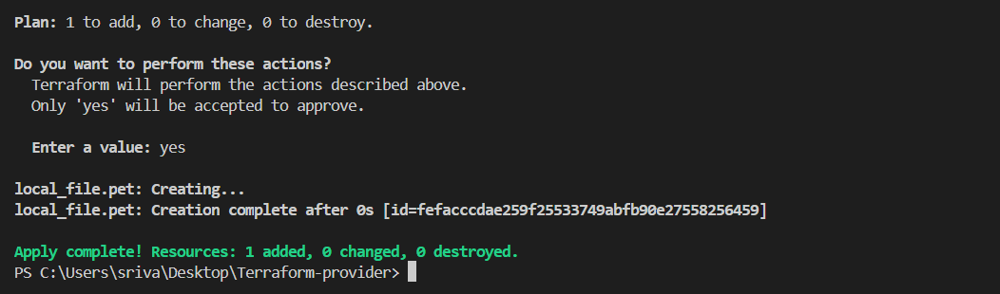 Plan: 1 to add, 0 to change, 0 to destroy.
Do you want to perform these actions?
Terraform will perform the actions described above.
Only 'yes' will be accepted to approve.
Enter a value: yes
local_file.pet: Creating...
local_file.pet: Creation complete after 0s [id=fefacccdae259f25533749abfb90e27558256459]
Apply complete! Resources: 1 added, 0 changed, 0 destroyed.
PS C:\Users\sriva\Desktop\Terraform-provider>